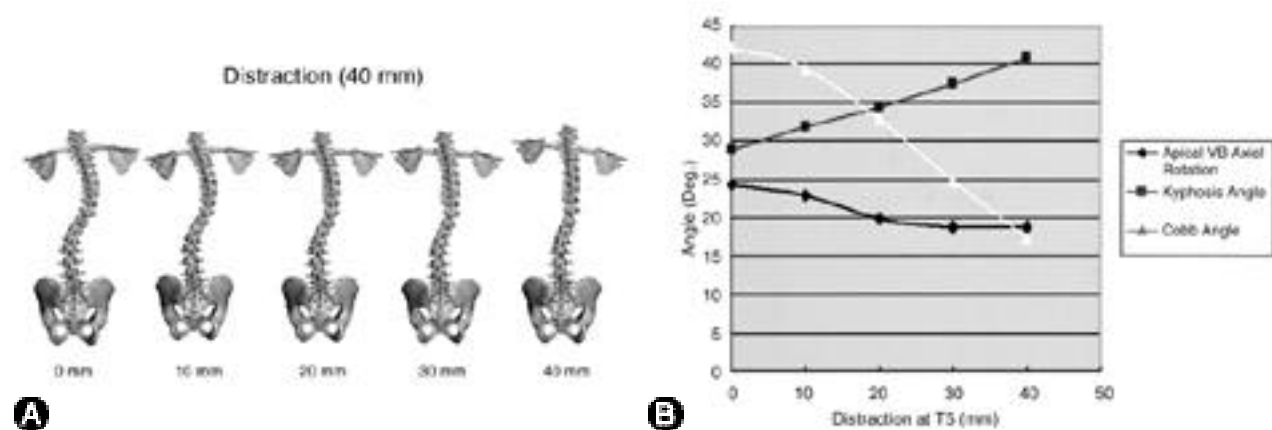 Distraction (40 mm)
0 mm
10 mm
20 mm
30 mm
40 mm
A
45
40
35
30
25
20
15
10
5
0
Angle (Deg.)
0
10
20
30
40
50
Distraction at T5 (mm)
Apical VB Axial
Rotation
Kyphosis Angle
Cobb Angle
B